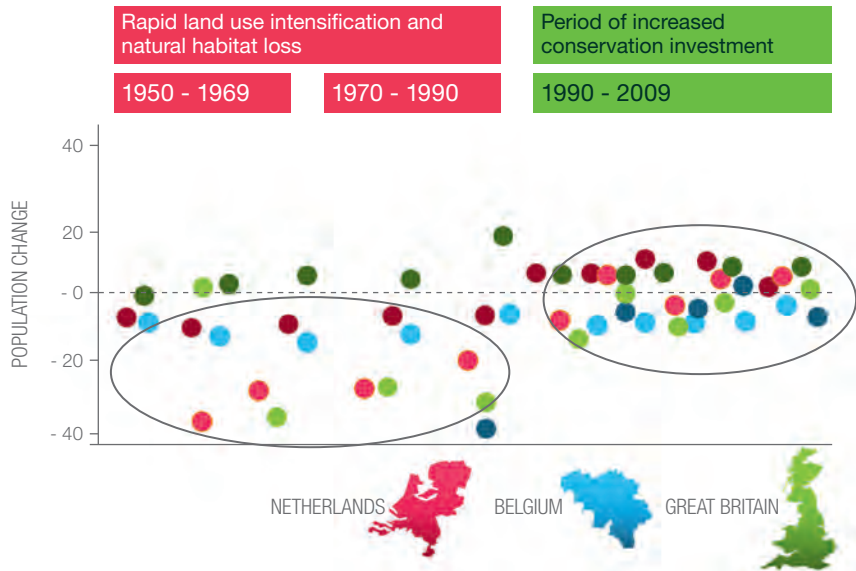 Rapid land use intensification and
natural habitat loss
Period of increased
conservation investment
1950 - 1969
1970 - 1990
1990 - 2009
POPULATION CHANGE
40
20
- 0
- 20
- 40
NETHERLANDS
BELGIUM
GREAT BRITAIN